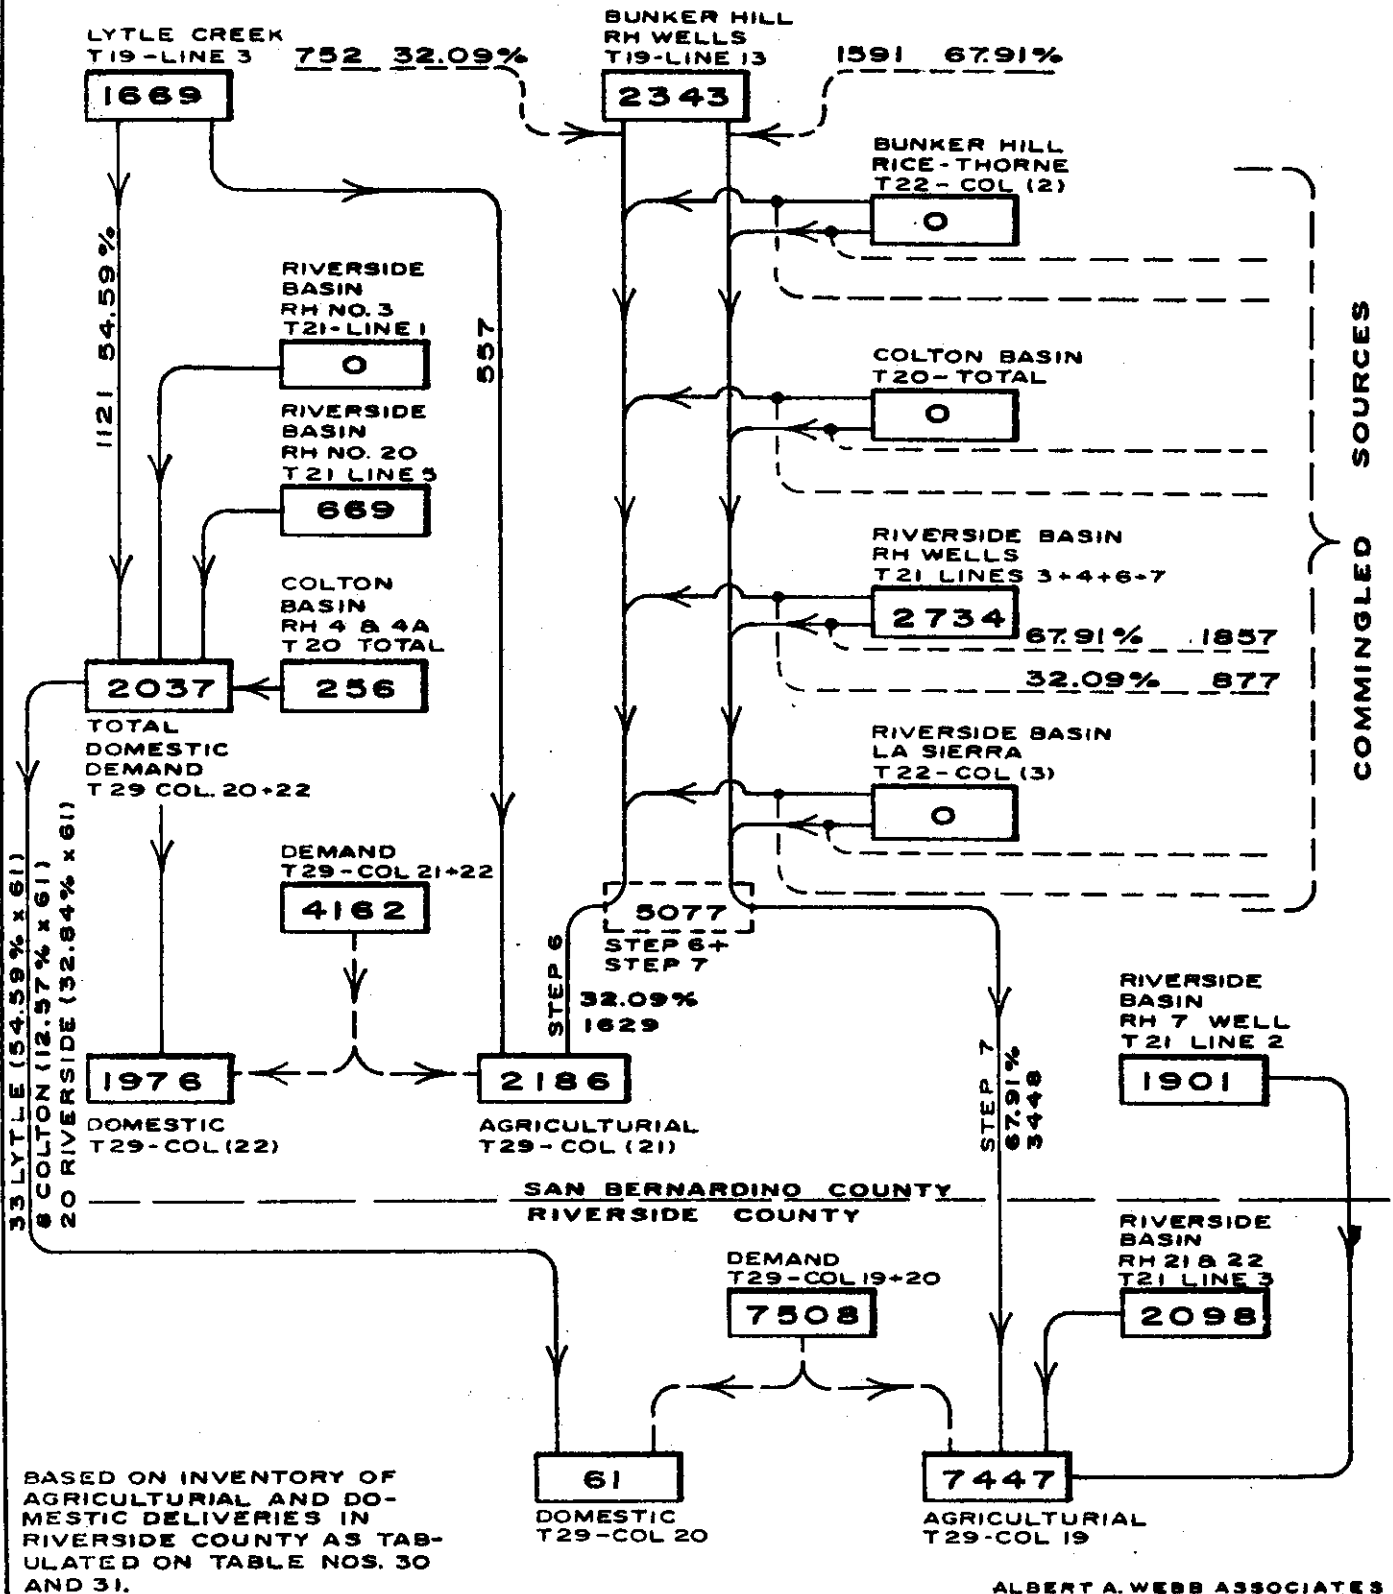 LYTLE CREEK
T19-LINE 3
1669
752 32.09%
BUNKER HILL
RH WELLS
T19-LINE 13
2343
1591 67.91%
BUNKER HILL
RICE-THORNE
T22-COL (2)
0
1121 54.59%
557
RIVERSIDE
BASIN
RH NO. 3
T21-LINE 1
0
COLTON BASIN
T20-TOTAL
0
COMMINGLED SOURCES
RIVERSIDE
BASIN
RH NO. 20
T21 LINE 5
669
RIVERSIDE BASIN
RH WELLS
T21 LINES 3+4+6+7
2734
67.91% 1857
32.09% 877
COLTON
BASIN
RH 4 & 4A
T20 TOTAL
256
2037
TOTAL
DOMESTIC
DEMAND
T29 COL. 20+22
RIVERSIDE BASIN
LA SIERRA
T22-COL (3)
0
33 LYTLE (54.59% x 61)
8 COLTON (12.57% x 61)
20 RIVERSIDE (32.84% x 61)
DEMAND
T29-COL 21+22
4162
5077
STEP 6+
STEP 7
STEP 6
32.09%
1629
1976
DOMESTIC
T29-COL (22)
2186
AGRICULTURIAL
T29-COL (21)
STEP 7
67.91%
3448
RIVERSIDE
BASIN
RH 7 WELL
T21 LINE 2
1901
SAN BERNARDINO COUNTY
RIVERSIDE COUNTY
DEMAND
T29-COL 19+20
7508
RIVERSIDE
BASIN
RH 21 & 22
T21 LINE 3
2098
61
DOMESTIC
T29-COL 20
7447
AGRICULTURIAL
T29-COL 19
BASED ON INVENTORY OF
AGRICULTURIAL AND DO-
MESTIC DELIVERIES IN
RIVERSIDE COUNTY AS TAB-
ULATED ON TABLE NOS. 30
AND 31.
ALBERT A. WEBB ASSOCIATES